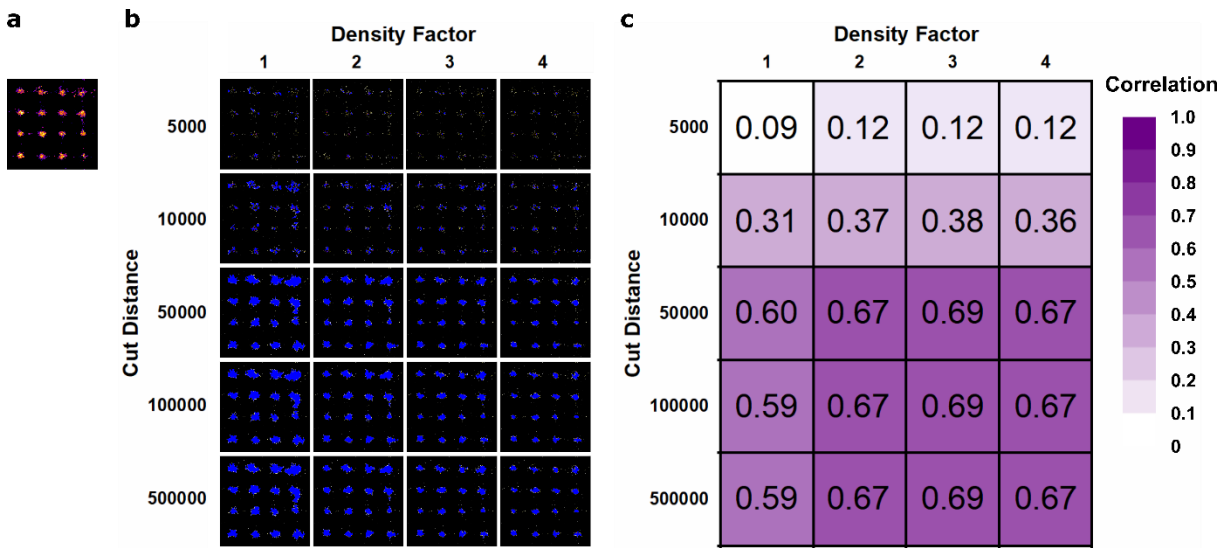 a
b
Density Factor
1 2 3 4
Cut Distance
5000
10000
50000
100000
500000
c
Density Factor
1 2 3 4
Cut Distance
5000 0.09 0.12 0.12 0.12
10000 0.31 0.37 0.38 0.36
50000 0.60 0.67 0.69 0.67
100000 0.59 0.67 0.69 0.67
500000 0.59 0.67 0.69 0.67
Correlation
1.0
0.9
0.8
0.7
0.6
0.5
0.4
0.3
0.2
0.1
0